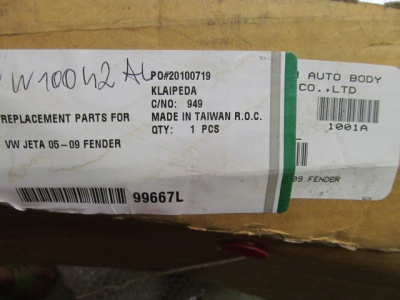 W10042 AL
PO#20100719
KLAIPEDA
C/NO: 949
REPLACEMENT PARTS FOR
MADE IN TAIWAN R.O.C.
QTY: 1 PCS
VW JETA 05-09 FENDER
99667L
AUTO BODY
CO.,LTD
1001A
09 FENDER